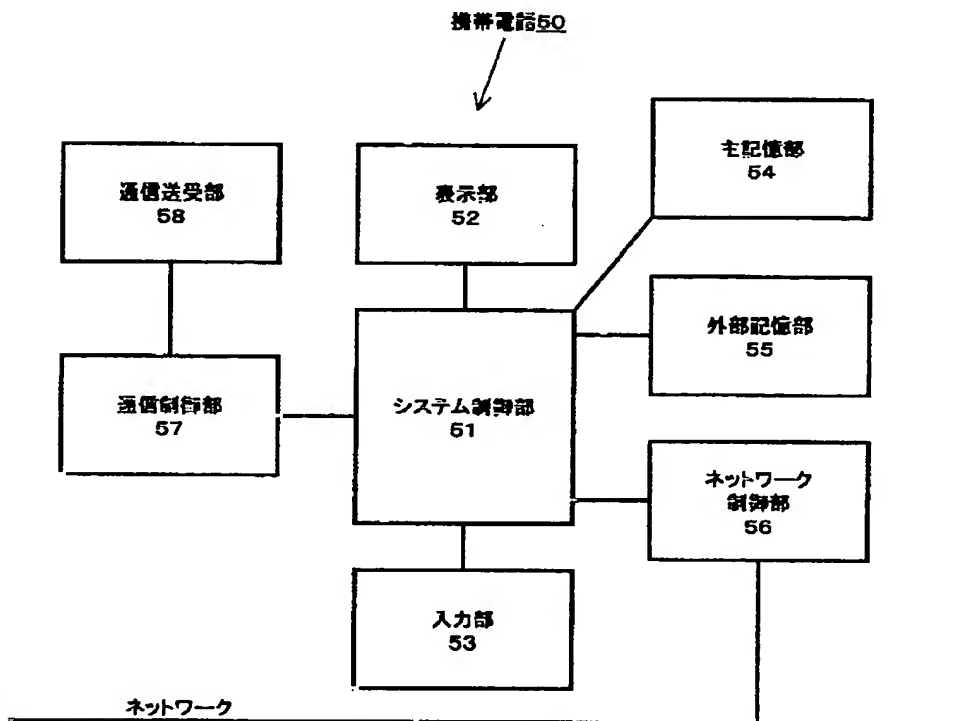 携帯電話50
主記憶部
54
通信送受部
58
表示部
52
外部記憶部
55
通信制御部
57
システム制御部
51
ネットワーク
制御部
56
入力部
53
ネットワーク